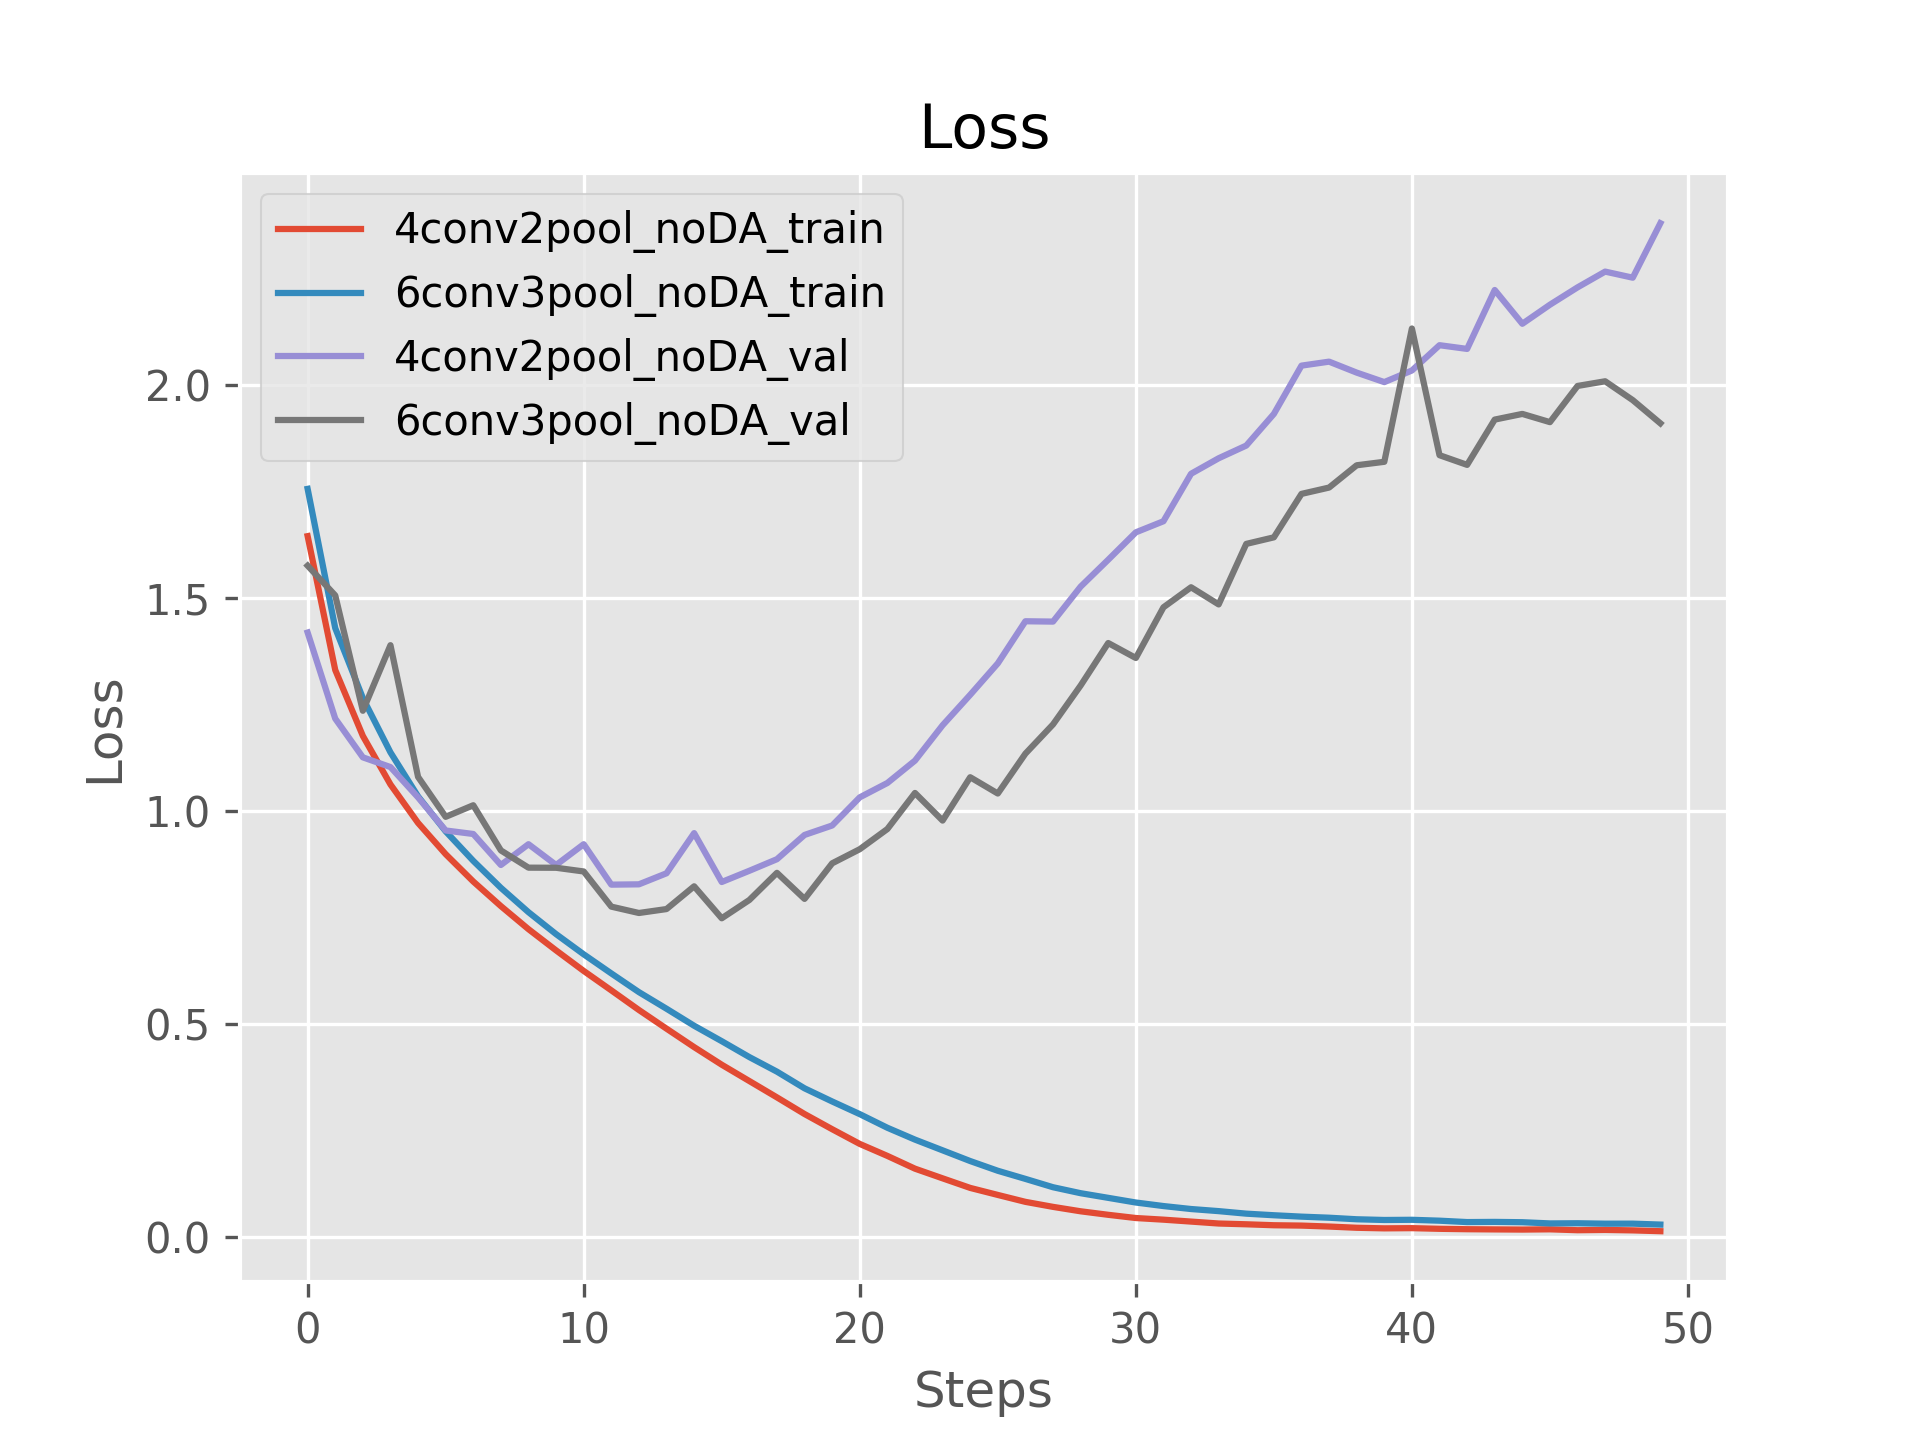 Loss
4conv2pool_noDA_train
6conv3pool_noDA_train
4conv2pool_noDA_val
6conv3pool_noDA_val
2.0
1.5
1.0
0.5
0.0
Loss
0 10 20 30 40 50
Steps